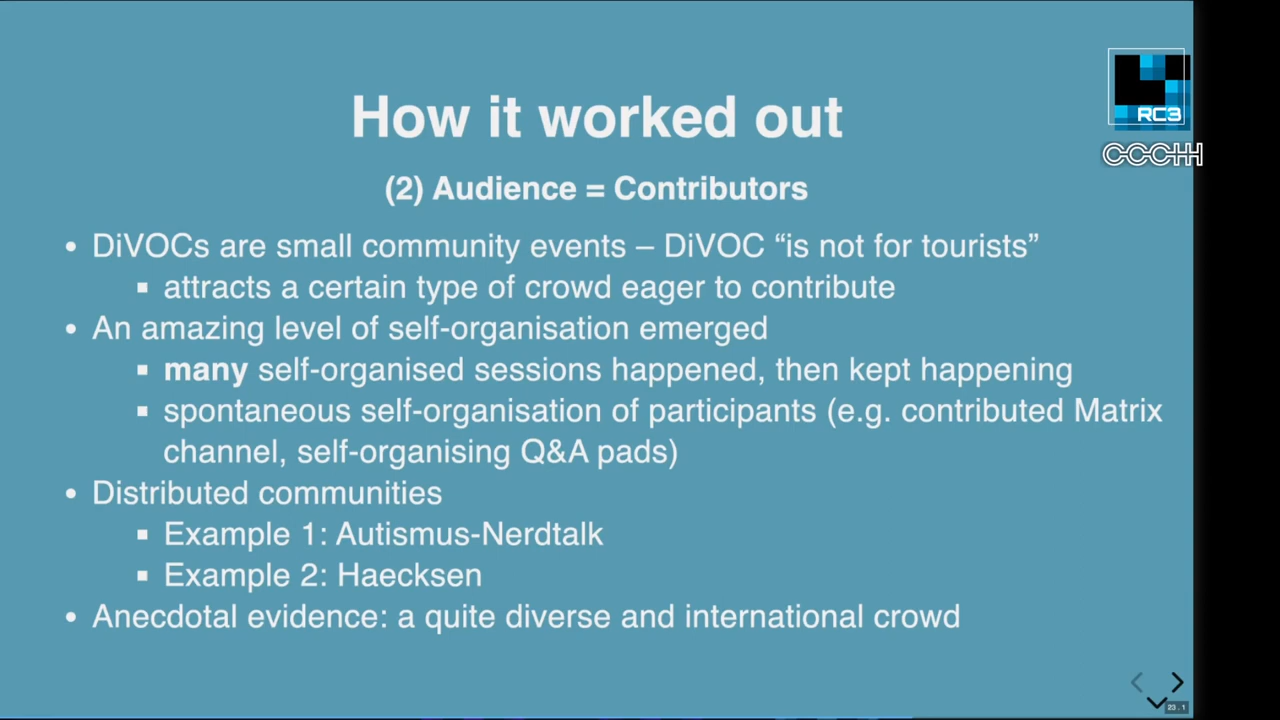 How it worked out
(2) Audience = Contributors
• DiVOCs are small community events – DiVOC “is not for tourists”
▪ attracts a certain type of crowd eager to contribute
• An amazing level of self-organisation emerged
▪ many self-organised sessions happened, then kept happening
▪ spontaneous self-organisation of participants (e.g. contributed Matrix
channel, self-organising Q&A pads)
• Distributed communities
▪ Example 1: Autismus-Nerdtalk
▪ Example 2: Haecksen
• Anecdotal evidence: a quite diverse and international crowd
RC3
CCCHH
23.1